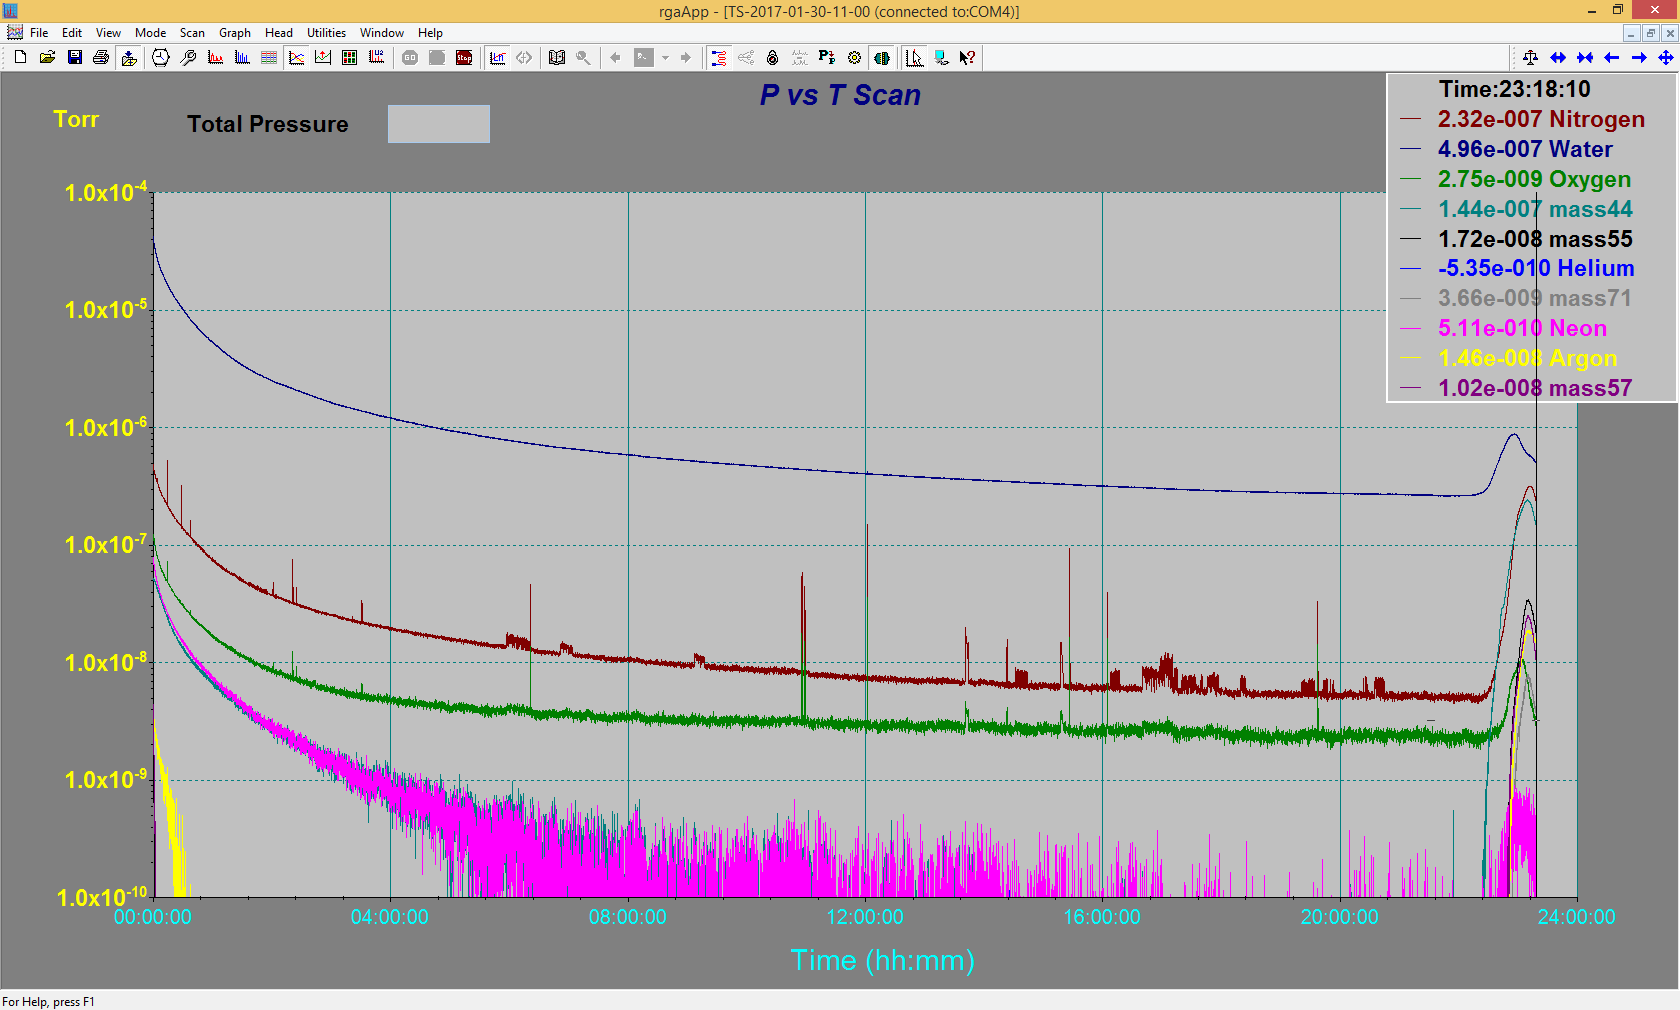 rgaApp - [TS-2017-01-30-11-00 (connected to:COM4)]
File Edit View Mode Scan Graph Head Utilities Window Help
GO Stop
P vs T Scan
Torr
Total Pressure
Time:23:18:10
2.32e-007 Nitrogen
4.96e-007 Water
2.75e-009 Oxygen
1.44e-007 mass44
1.72e-008 mass55
-5.35e-010 Helium
3.66e-009 mass71
5.11e-010 Neon
1.46e-008 Argon
1.02e-008 mass57
1.0x10-4
1.0x10-5
1.0x10-6
1.0x10-7
1.0x10-8
1.0x10-9
1.0x10-10
00:00:00 04:00:00 08:00:00 12:00:00 16:00:00 20:00:00 24:00:00
Time (hh:mm)
For Help, press F1